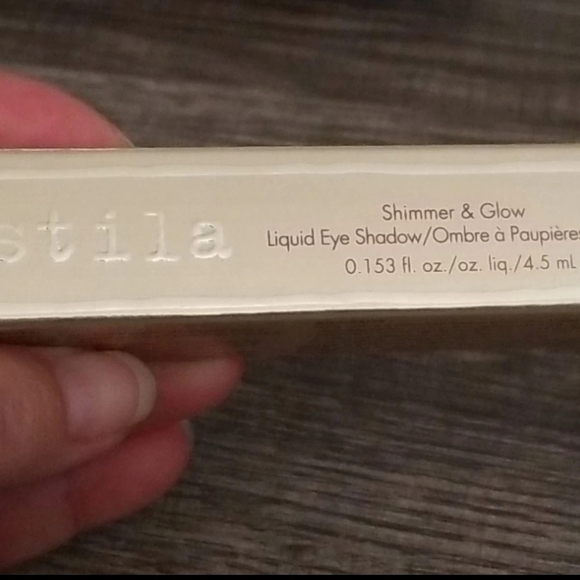 stila
Shimmer & Glow
Liquid Eye Shadow/Ombre à Paupières
0.153 fl. oz./oz. liq./4.5 mL